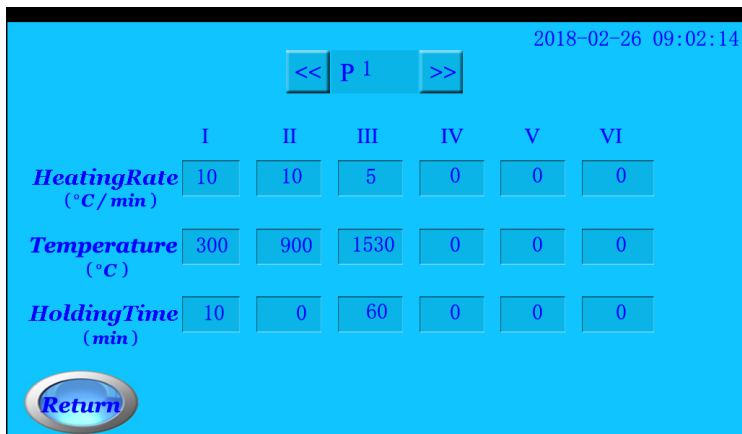 2018-02-26 09:02:14
<< P 1 >>
I II III IV V VI
HeatingRate 10 10 5 0 0 0
(°C/min)
Temperature 300 900 1530 0 0 0
(°C)
HoldingTime 10 0 60 0 0 0
(min)
Return